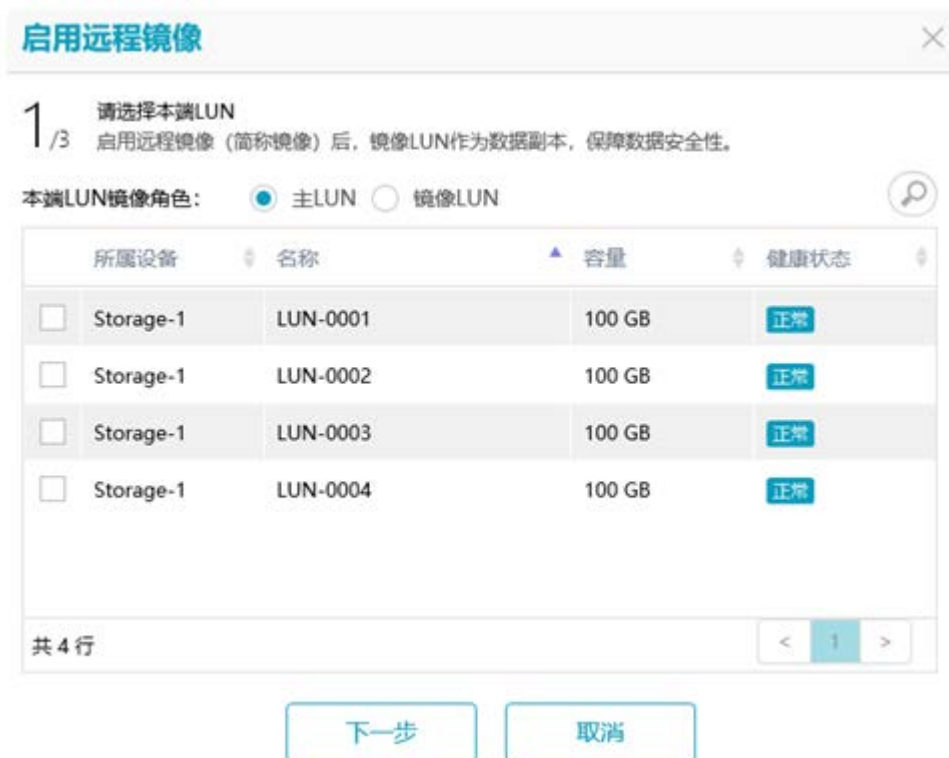 启用远程镜像
1/3 请选择本端LUN
启用远程镜像（简称镜像）后，镜像LUN作为数据副本，保障数据安全性。
本端LUN镜像角色： 主LUN 镜像LUN
所属设备 名称 容量 健康状态
Storage-1 LUN-0001 100 GB 正常
Storage-1 LUN-0002 100 GB 正常
Storage-1 LUN-0003 100 GB 正常
Storage-1 LUN-0004 100 GB 正常
共 4 行 < 1 >
下一步 取消